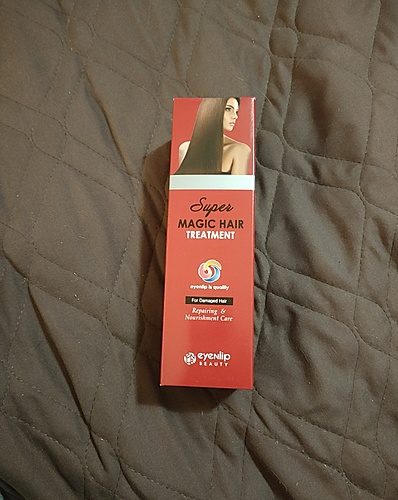 Super
MAGIC HAIR
TREATMENT
eyenlip is quality
For Damaged Hair
Repairing &
Nourishment Care
eyenlip
BEAUTY